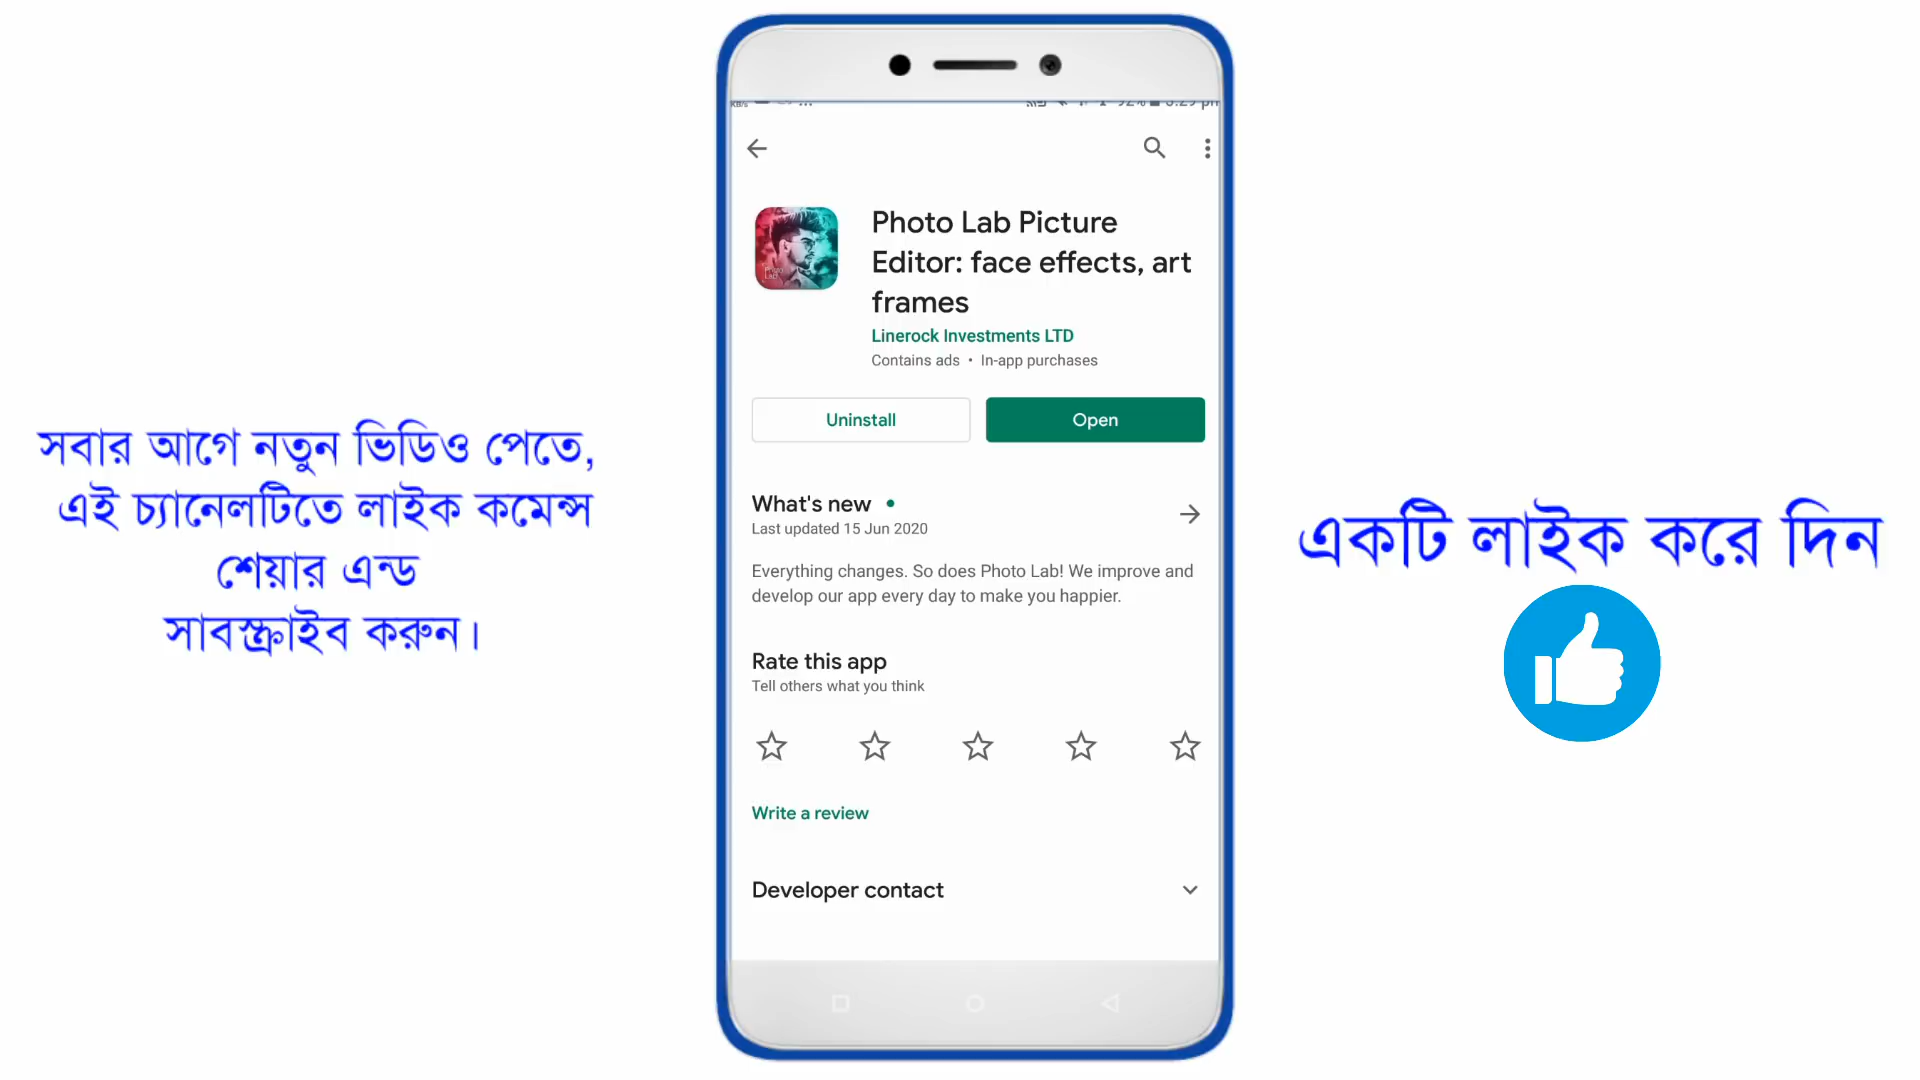 সবার আগে নতুন ভিডিও পেতে,
এই চ্যানেলটিতে লাইক কমেন্স
শেয়ার এন্ড
সাবস্ক্রাইব করুন।
KB/s
92%
Photo Lab Picture
Editor: face effects, art
frames
Linerock Investments LTD
Contains ads • In-app purchases
Uninstall
Open
What's new •
Last updated 15 Jun 2020
Everything changes. So does Photo Lab! We improve and
develop our app every day to make you happier.
Rate this app
Tell others what you think
Write a review
Developer contact
একটি লাইক করে দিন